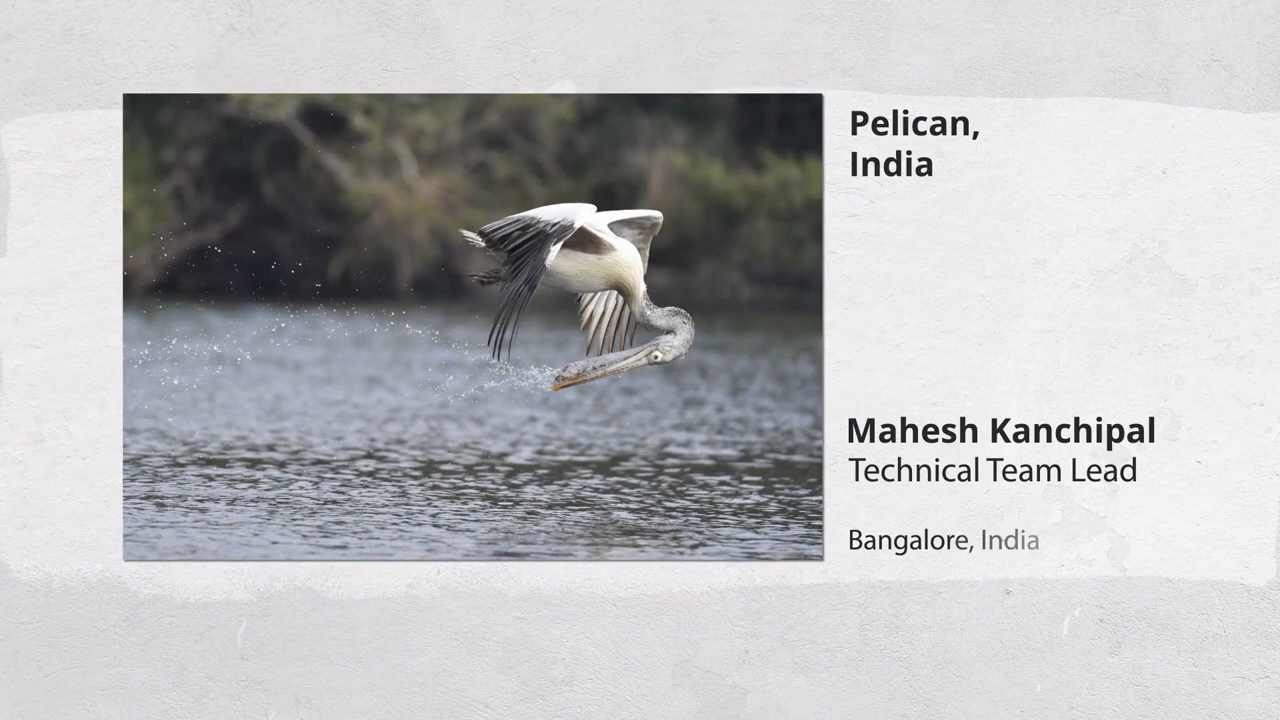 Pelican,
India
Mahesh Kanchipal
Technical Team Lead
Bangalore, India